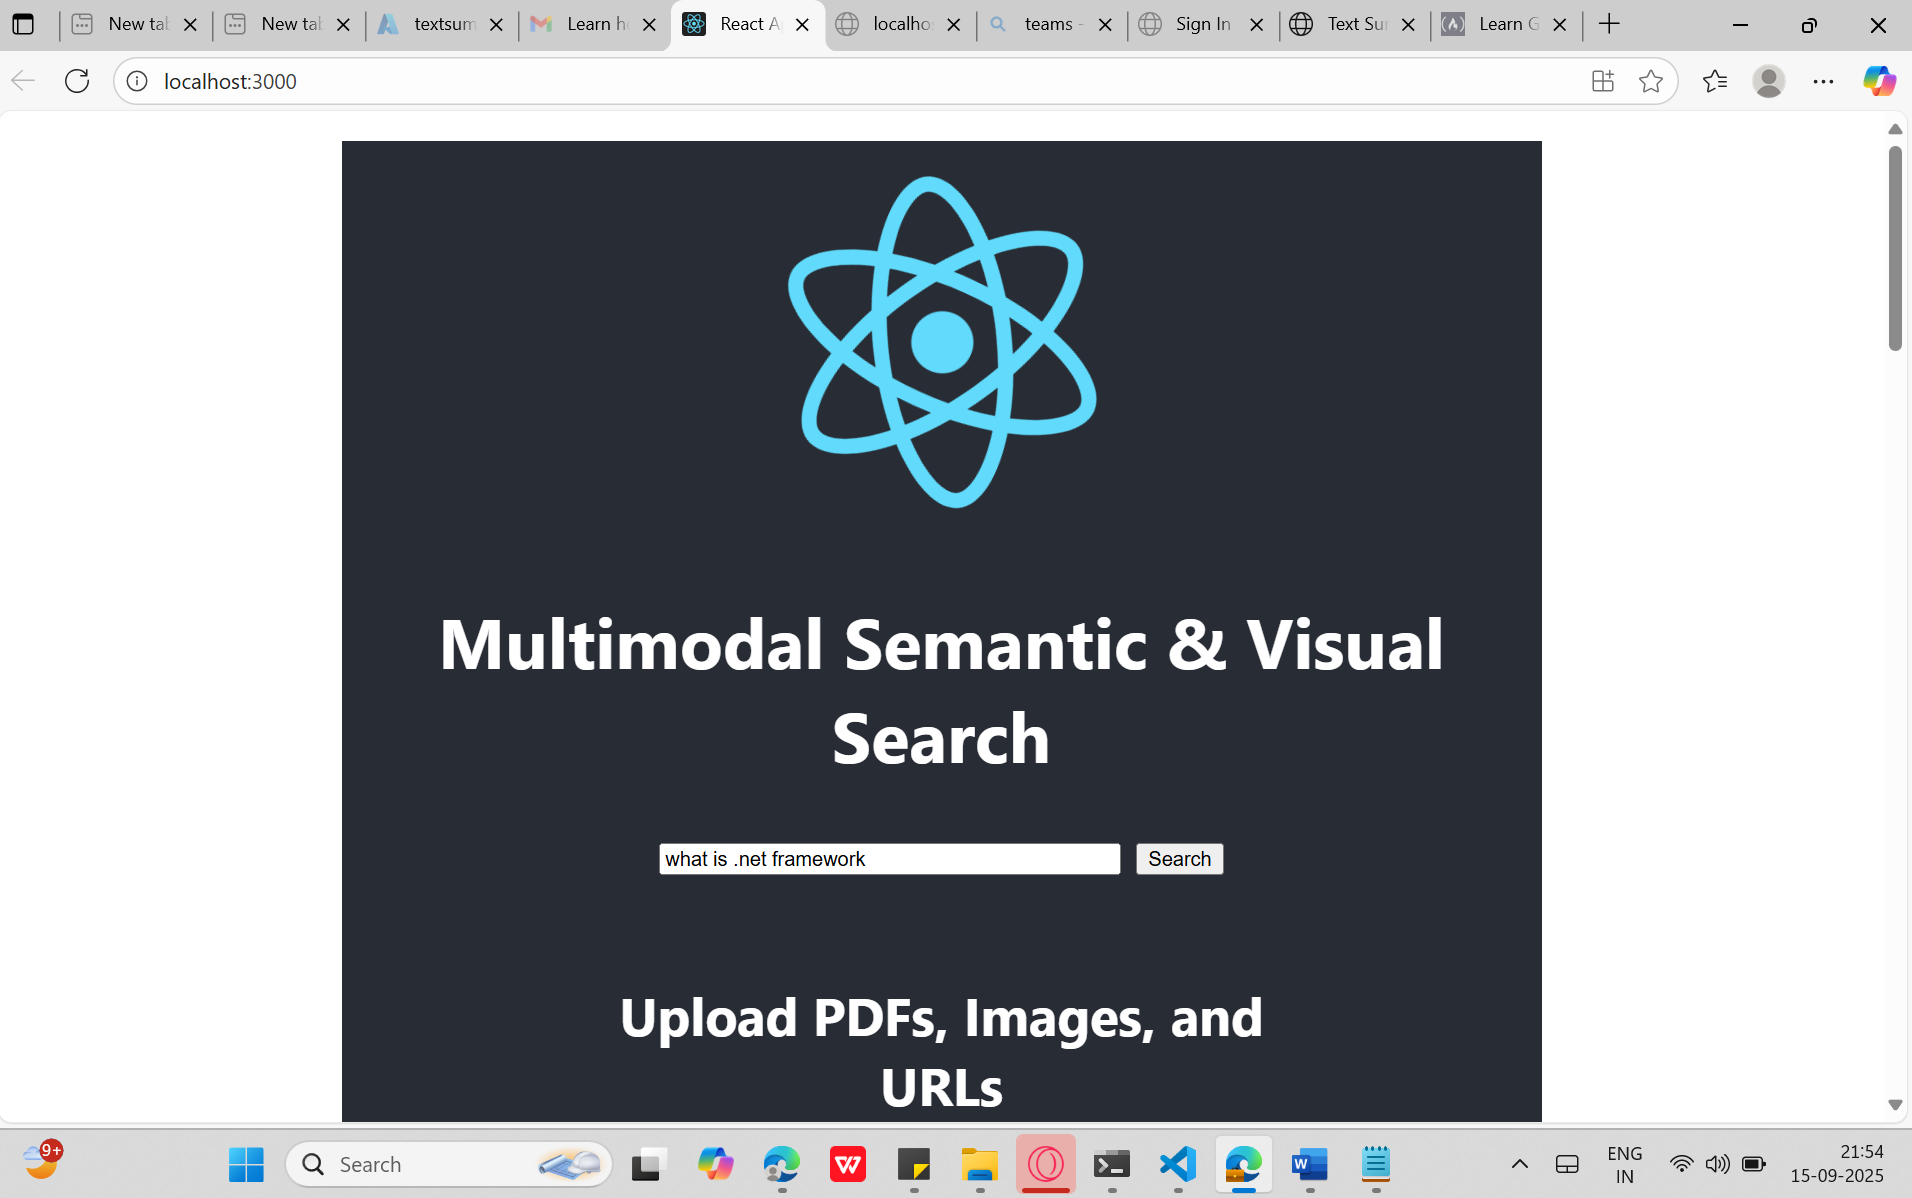 New tab
New tab
textsum
Learn h
React A
localho
teams -
Sign In
Text Su
Learn G
localhost:3000
Multimodal Semantic & Visual
Search
what is .net framework
Search
Upload PDFs, Images, and
URLs
9+
Search
W
ENG
IN
21:54
15-09-2025